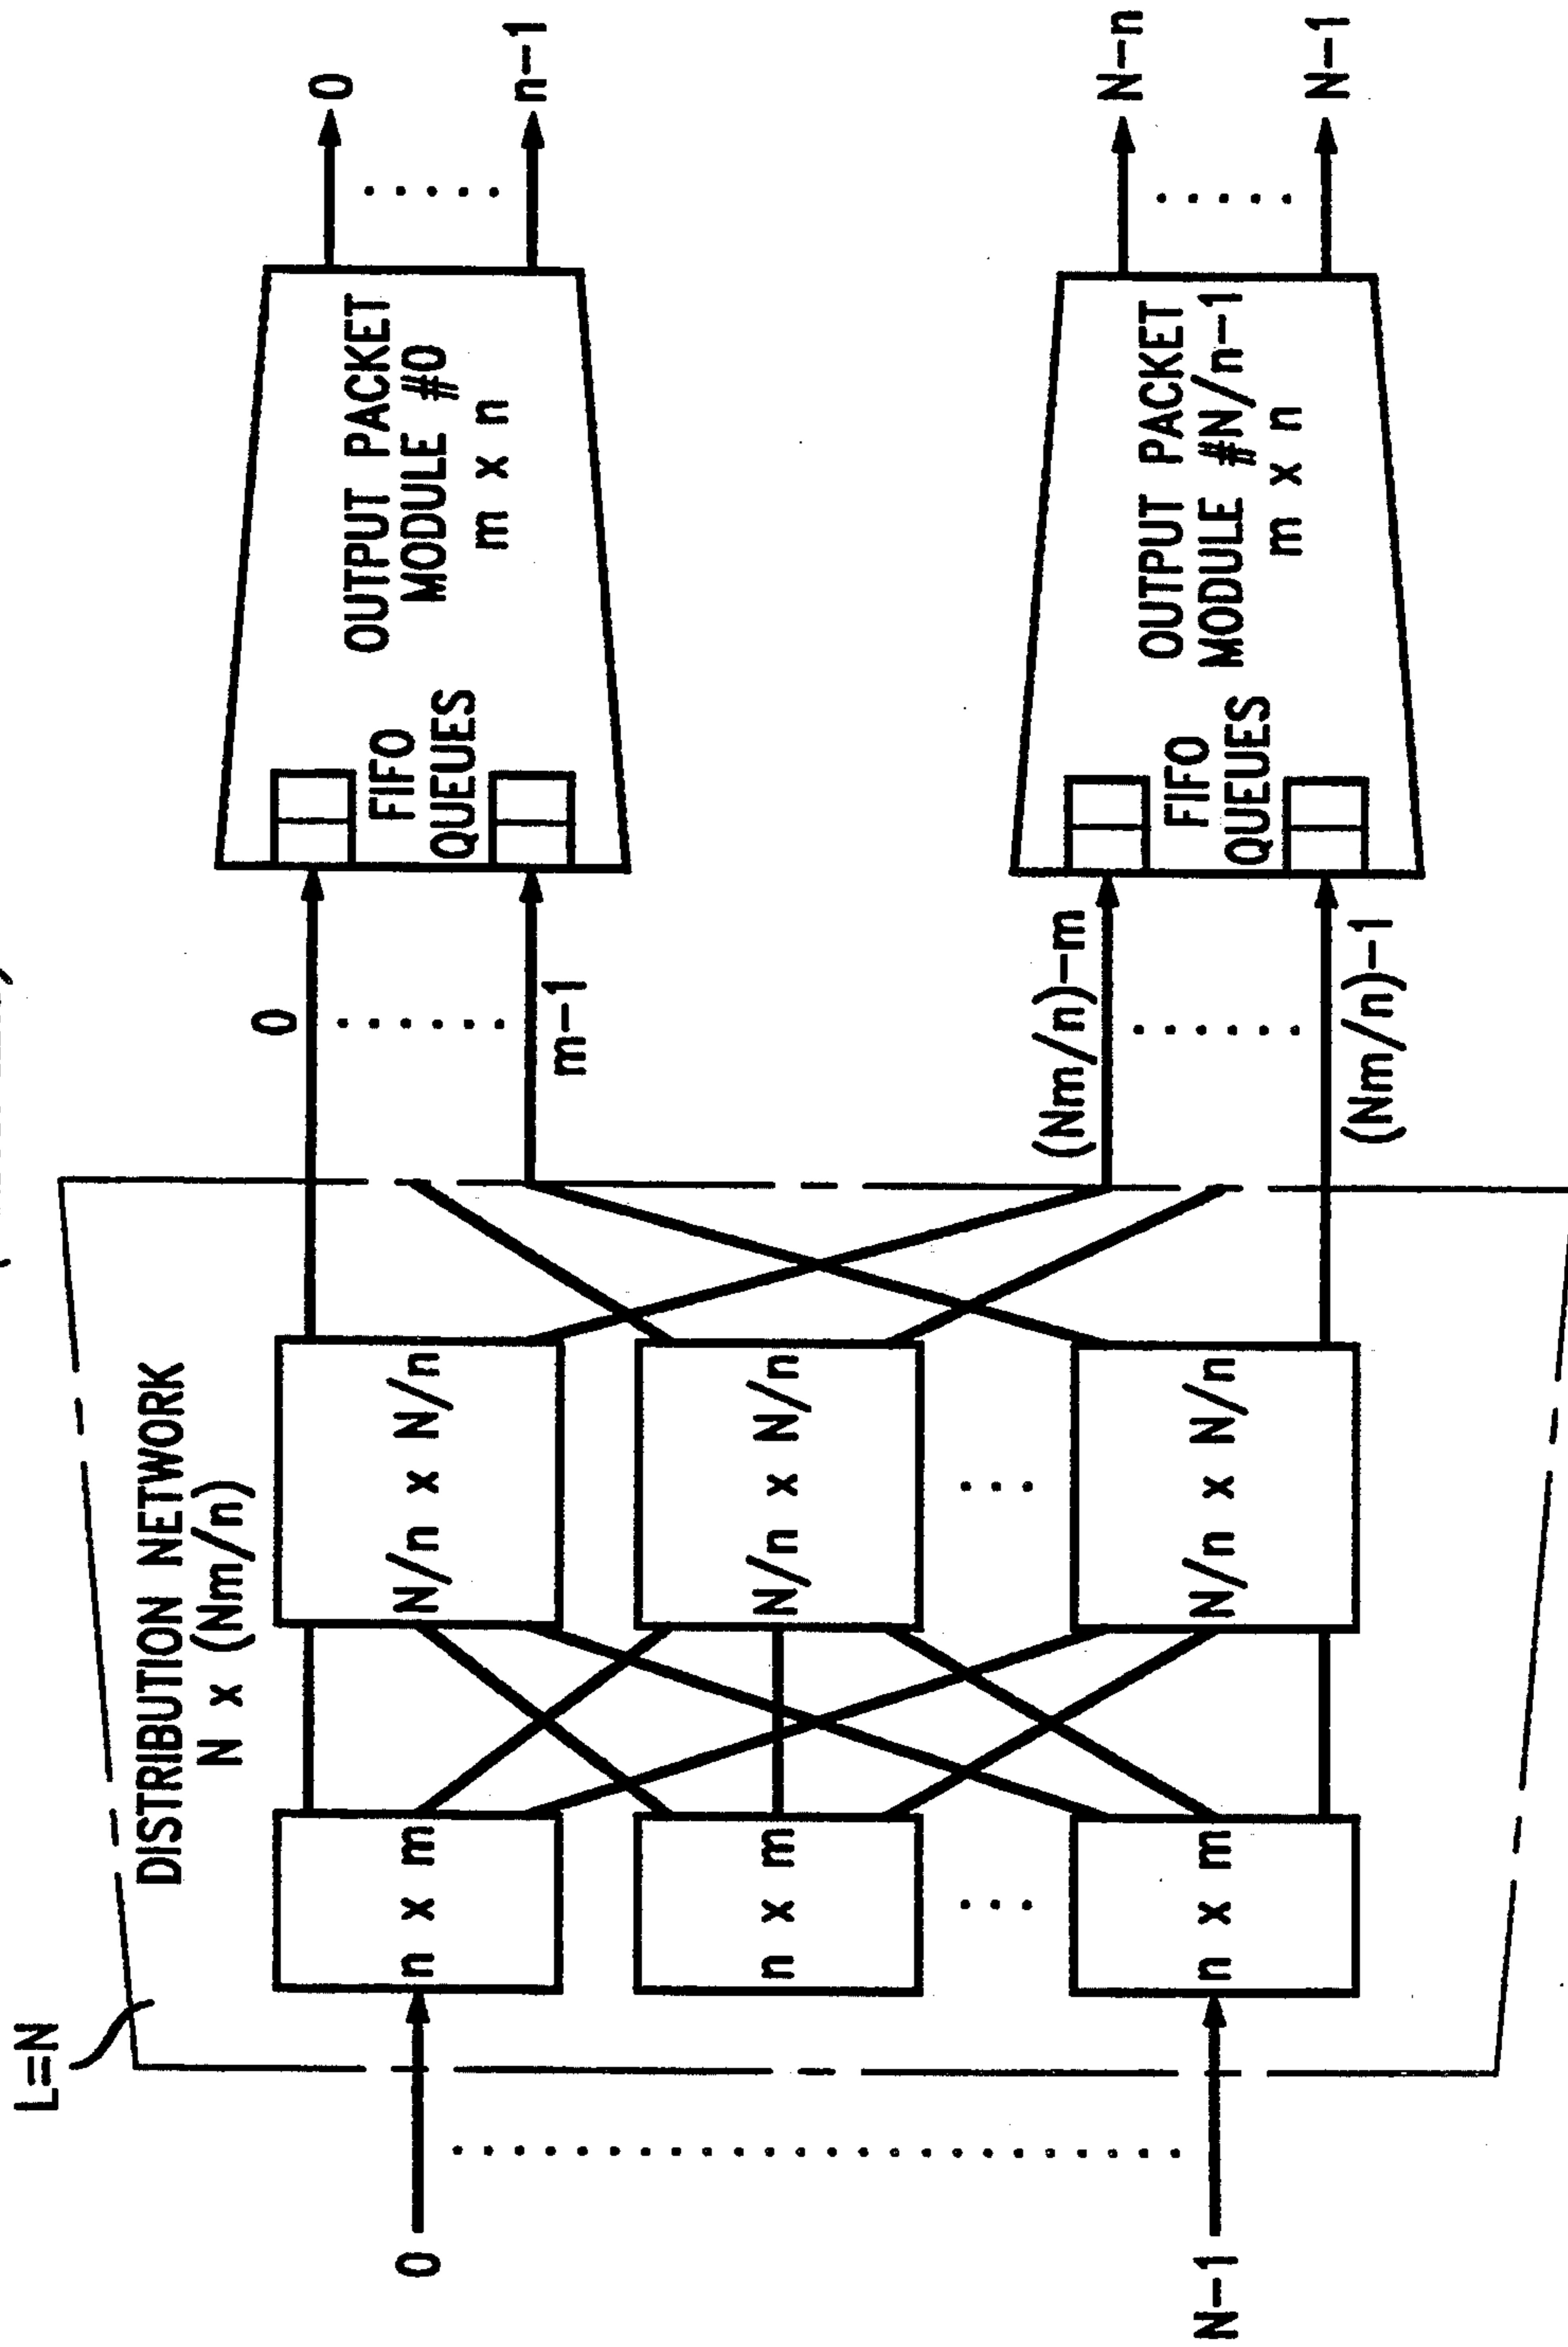 L=N
DISTRIBUTION NETWORK
N x (Nm/n)
0
N-1
n x m
n x m
n x m
N/n x N/n
N/n x N/n
N/n x N/n
0
m-1
(Nm/n)-m
(Nm/n)-1
FIFO
QUEUES
OUTPUT PACKET
MODULE #0
m x n
FIFO
QUEUES
OUTPUT PACKET
MODULE #N/n-1
m x n
0
n-1
N-n
N-1